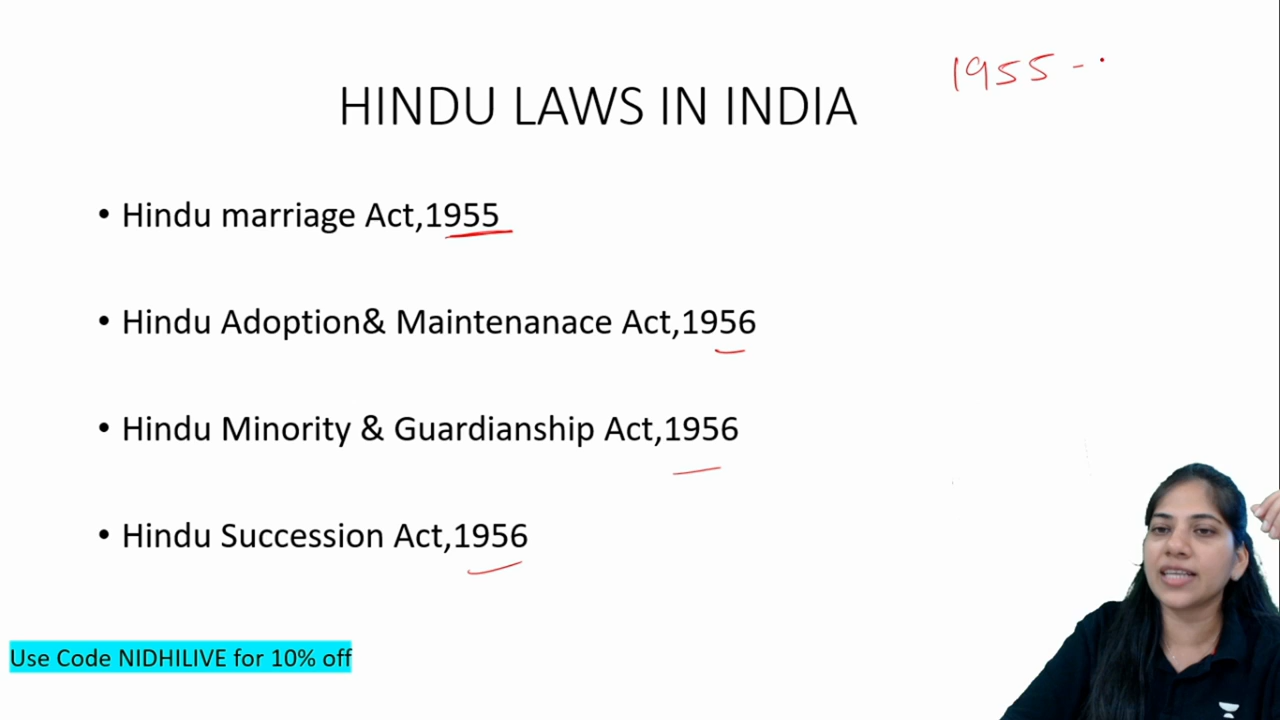 1955 -
HINDU LAWS IN INDIA
• Hindu marriage Act,1955
• Hindu Adoption& Maintenanace Act,1956
• Hindu Minority & Guardianship Act,1956
• Hindu Succession Act,1956
Use Code NIDHILIVE for 10% off